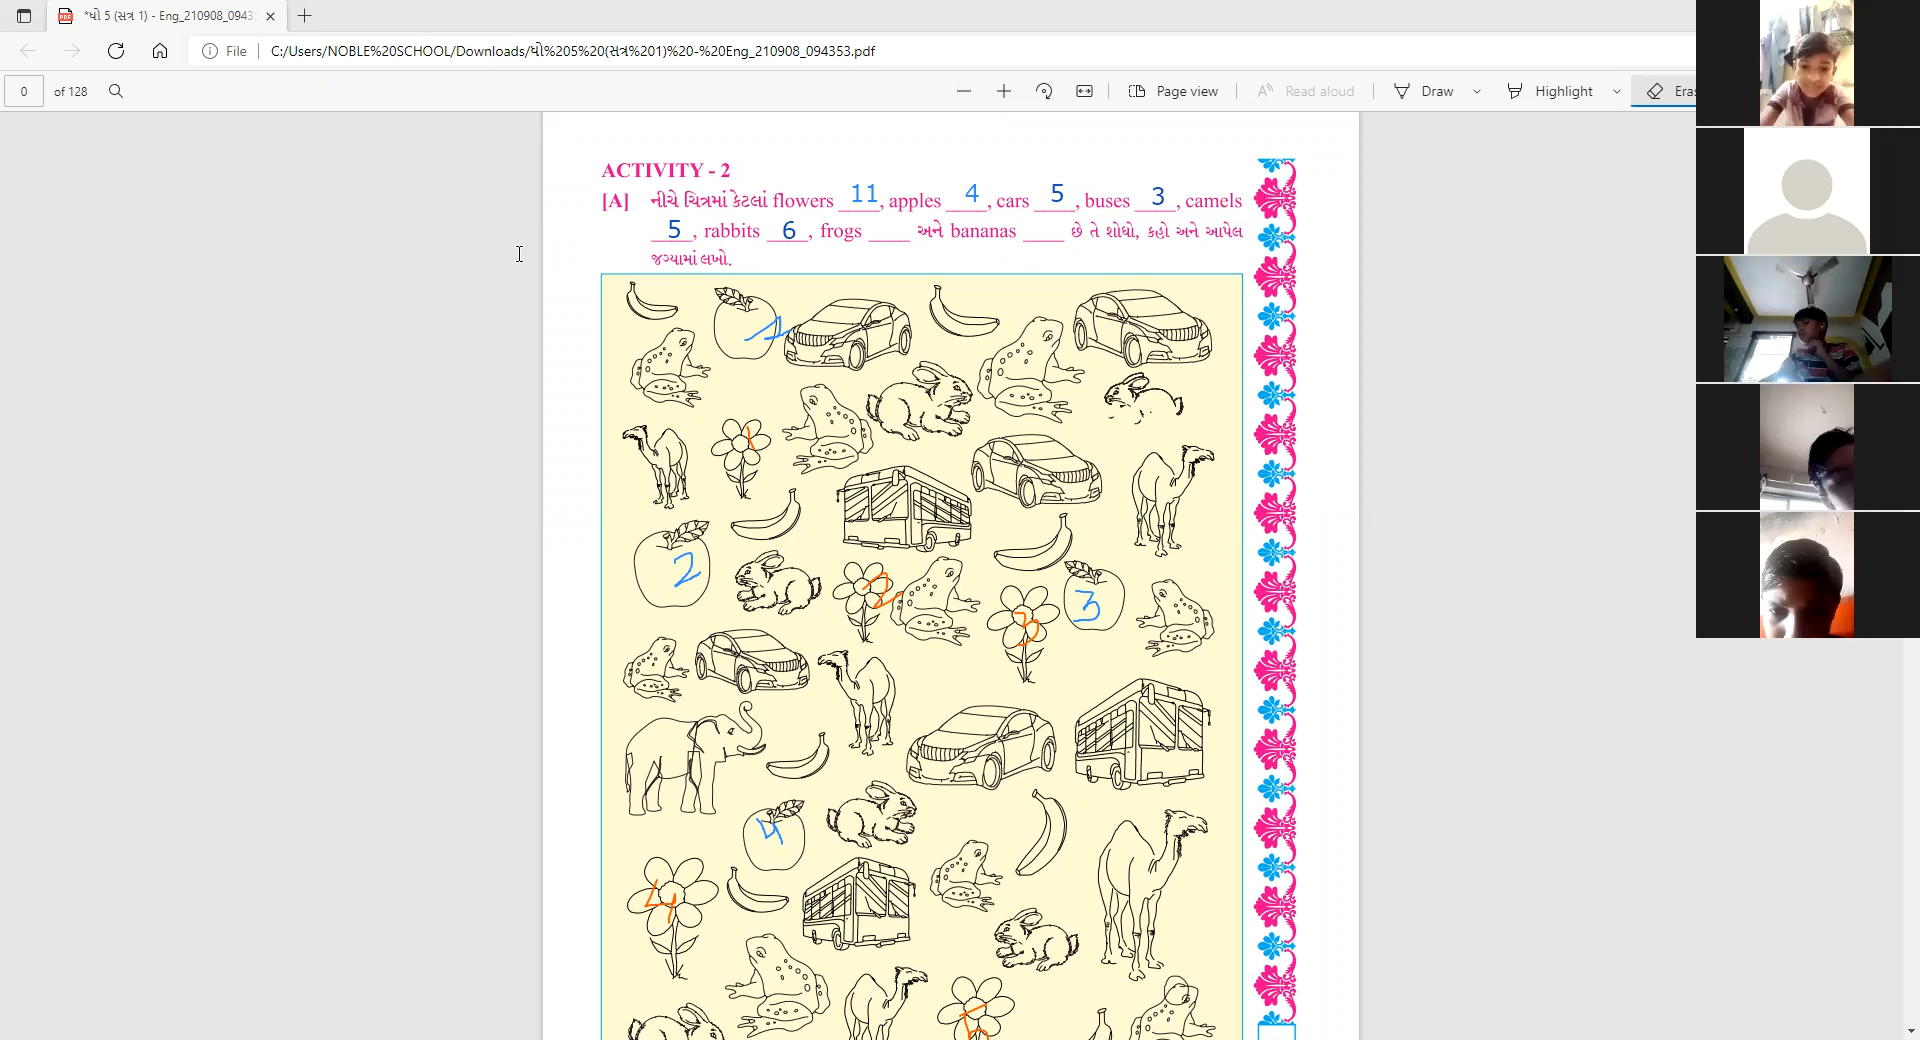 *ધો 5 (સત્ર 1) - Eng_210908_0943
File C:/Users/NOBLE%20SCHOOL/Downloads/ધો%205%20(સત્ર%201)%20-%20Eng_210908_094353.pdf
0 of 128 Page view Read aloud Draw Highlight Eras
ACTIVITY - 2
[A] નીચે ચિત્રમાં કેટલાં flowers 11, apples 4, cars 5, buses 3, camels
5, rabbits 6, frogs ____ અને bananas ____ છે તે શોધો, કહો અને આપેલ
જગ્યામાં લખો.
1
1
2
2
3
3
4
4
5